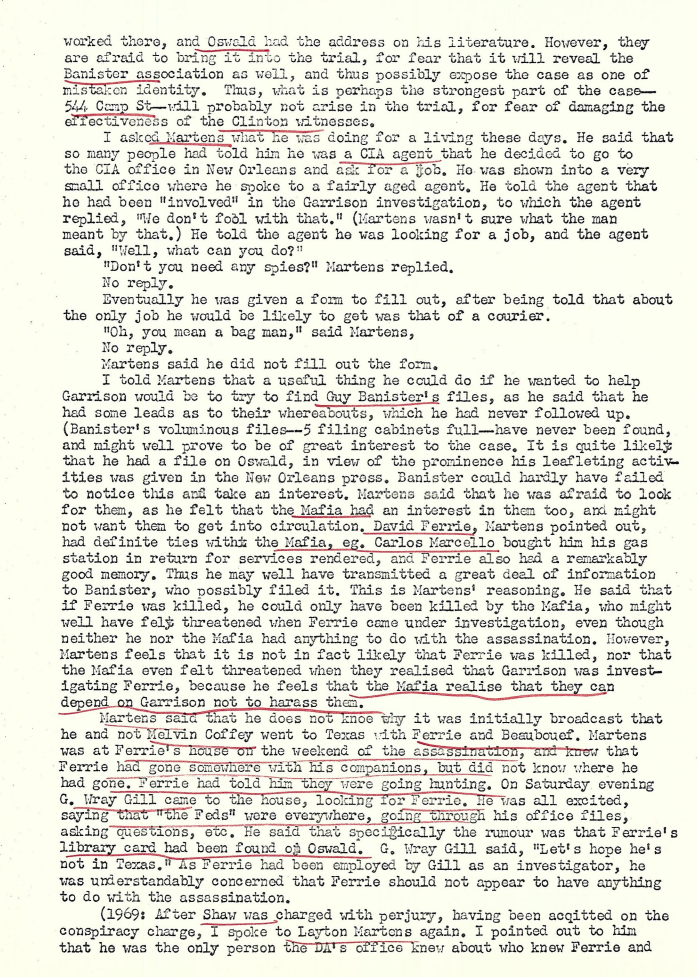 worked there, and Oswald had the address on his literature. However, they
are afraid to bring it into the trial, for fear that it will reveal the
Banister association as well, and thus possibly expose the case as one of
mistaken identity.  Thus, what is perhaps the strongest part of the case—
544 Camp St—will probably not arise in the trial, for fear of damaging the
effectiveness of the Clinton witnesses.
I asked Martens what he was doing for a living these days. He said that
so many people had told him he was a CIA agent that he decided to go to
the CIA office in New Orleans and ask for a job. He was shown into a very
small office where he spoke to a fairly aged agent. He told the agent that
he had been "involved" in the Garrison investigation, to which the agent
replied, "We don't fool with that." (Martens wasn't sure what the man
meant by that.) He told the agent he was looking for a job, and the agent
said, "Well, what can you do?"
"Don't you need any spies?" Martens replied.
No reply.
Eventually he was given a form to fill out, after being told that about
the only job he would be likely to get was that of a courier.
"Oh, you mean a bag man," said Martens,
No reply.
Martens said he did not fill out the form.
I told Martens that a useful thing he could do if he wanted to help
Garrison would be to try to find Guy Banister's files, as he said that he
had some leads as to their whereabouts, which he had never followed up.
(Banister's voluminous files--5 filing cabinets full—have never been found,
and might well prove to be of great interest to the case. It is quite likely
that he had a file on Oswald, in view of the prominence his leafleting activ-
ities was given in the New Orleans press. Banister could hardly have failed
to notice this and take an interest. Martens said that he was afraid to look
for them, as he felt that the Mafia had an interest in them too, and might
not want them to get into circulation. David Ferrie, Martens pointed out,
had definite ties with the Mafia, eg. Carlos Marcello bought him his gas
station in return for services rendered, and Ferrie also had a remarkably
good memory. Thus he may well have transmitted a great deal of information
to Banister, who possibly filed it. This is Martens' reasoning. He said that
if Ferrie was killed, he could only have been killed by the Mafia, who might
well have felt threatened when Ferrie came under investigation, even though
neither he nor the Mafia had anything to do with the assassination. However,
Martens feels that it is not in fact likely that Ferrie was killed, nor that
the Mafia even felt threatened when they realised that Garrison was invest-
igating Ferrie, because he feels that the Mafia realise that they can
depend on Garrison not to harass them.
Martens said that he does not knoe why it was initially broadcast that
he and not Melvin Coffey went to Texas with Ferrie and Beaubouef. Martens
was at Ferrie's house on the weekend of the assassination, and knew that
Ferrie had gone somewhere with his companions, but did not know where he
had gone. Ferrie had told him they were going hunting. On Saturday evening
G. Wray Gill came to the house, looking for Ferrie. He was all excited,
saying that "the Feds" were everywhere, going through his office files,
asking questions, etc. He said that specifically the rumour was that Ferrie's
library card had been found on Oswald.  G. Wray Gill said, "Let's hope he's
not in Texas." As Ferrie had been employed by Gill as an investigator, he
was understandably concerned that Ferrie should not appear to have anything
to do with the assassination.
(1969: After Shaw was charged with perjury, having been acqitted on the
conspiracy charge, I spoke to Layton Martens again. I pointed out to him
that he was the only person the DA's office knew about who knew Ferrie and